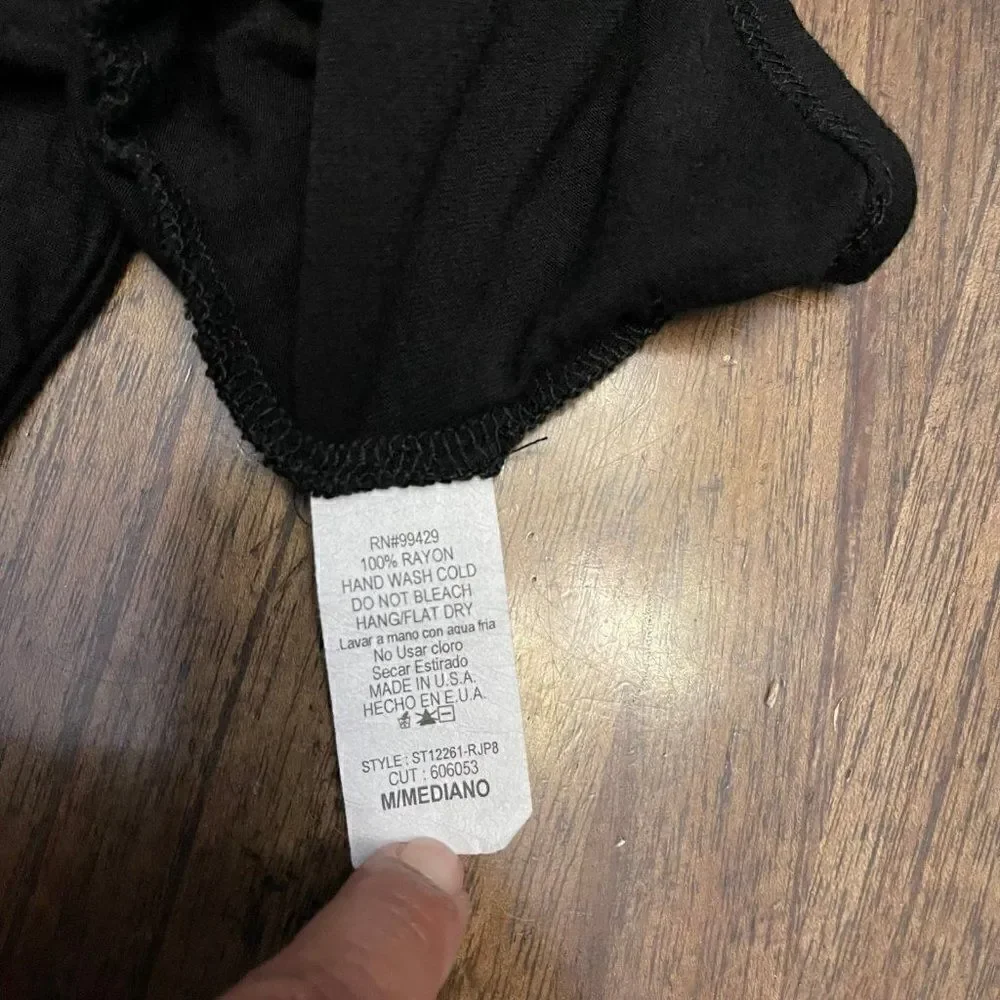 RN#99429
100% RAYON
HAND WASH COLD
DO NOT BLEACH
HANG/FLAT DRY
Lavar a mano con agua fria
No Usar cloro
Secar Estirado
MADE IN U.S.A.
HECHO EN E.U.A.
STYLE : ST12261-RJP8
CUT : 606053
M/MEDIANO